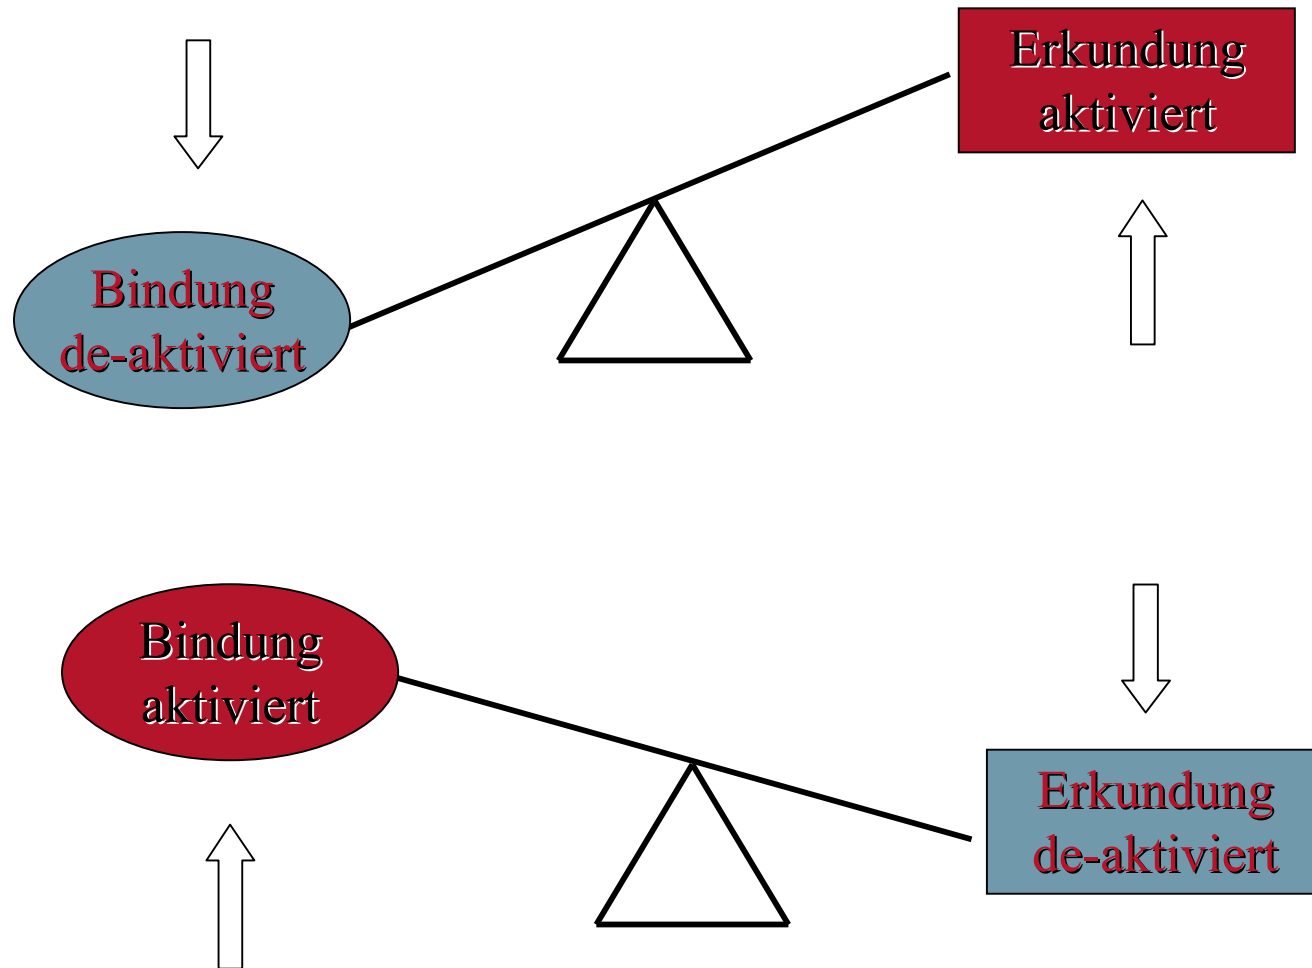 Erkundung
aktiviert
Bindung
de-aktiviert
Bindung
aktiviert
Erkundung
de-aktiviert